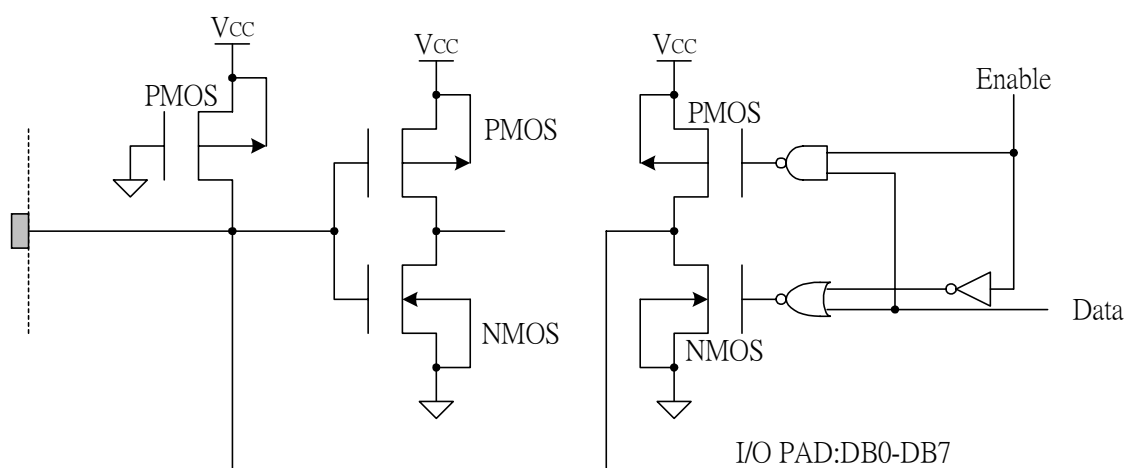 VCC
VCC
VCC
Enable
PMOS
PMOS
PMOS
NMOS
NMOS
Data
I/O PAD:DB0-DB7